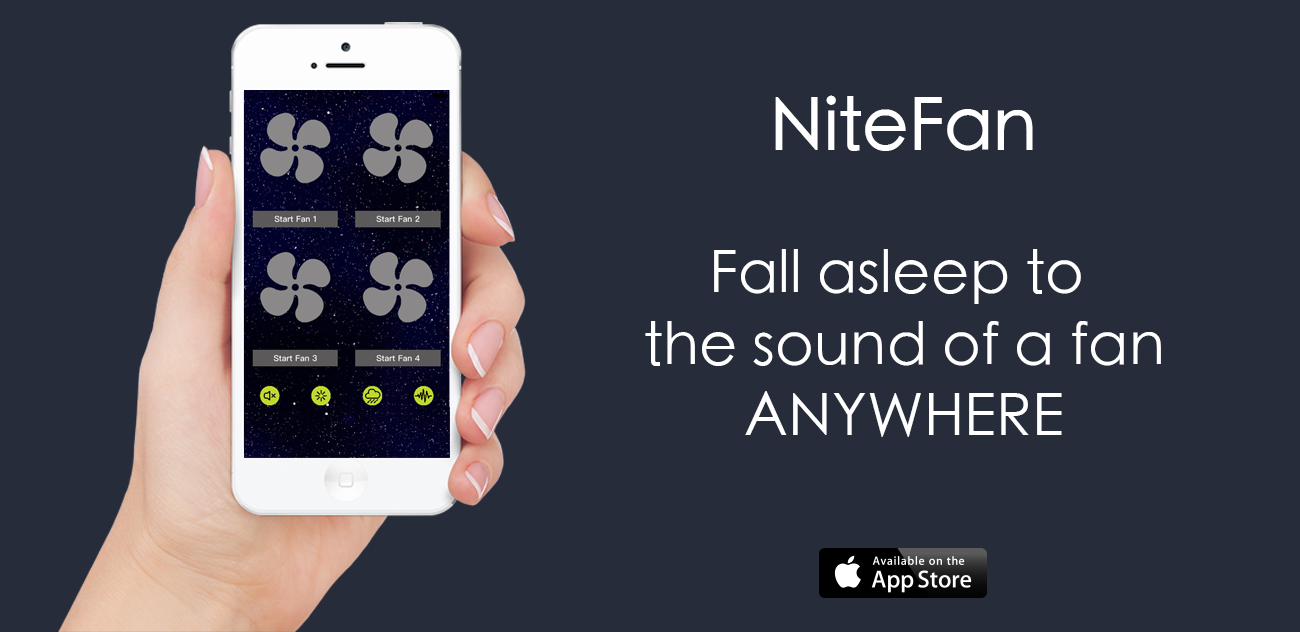 NiteFan
Fall asleep to
the sound of a fan
ANYWHERE
Start Fan 1
Start Fan 2
Start Fan 3
Start Fan 4
Available on the
App Store